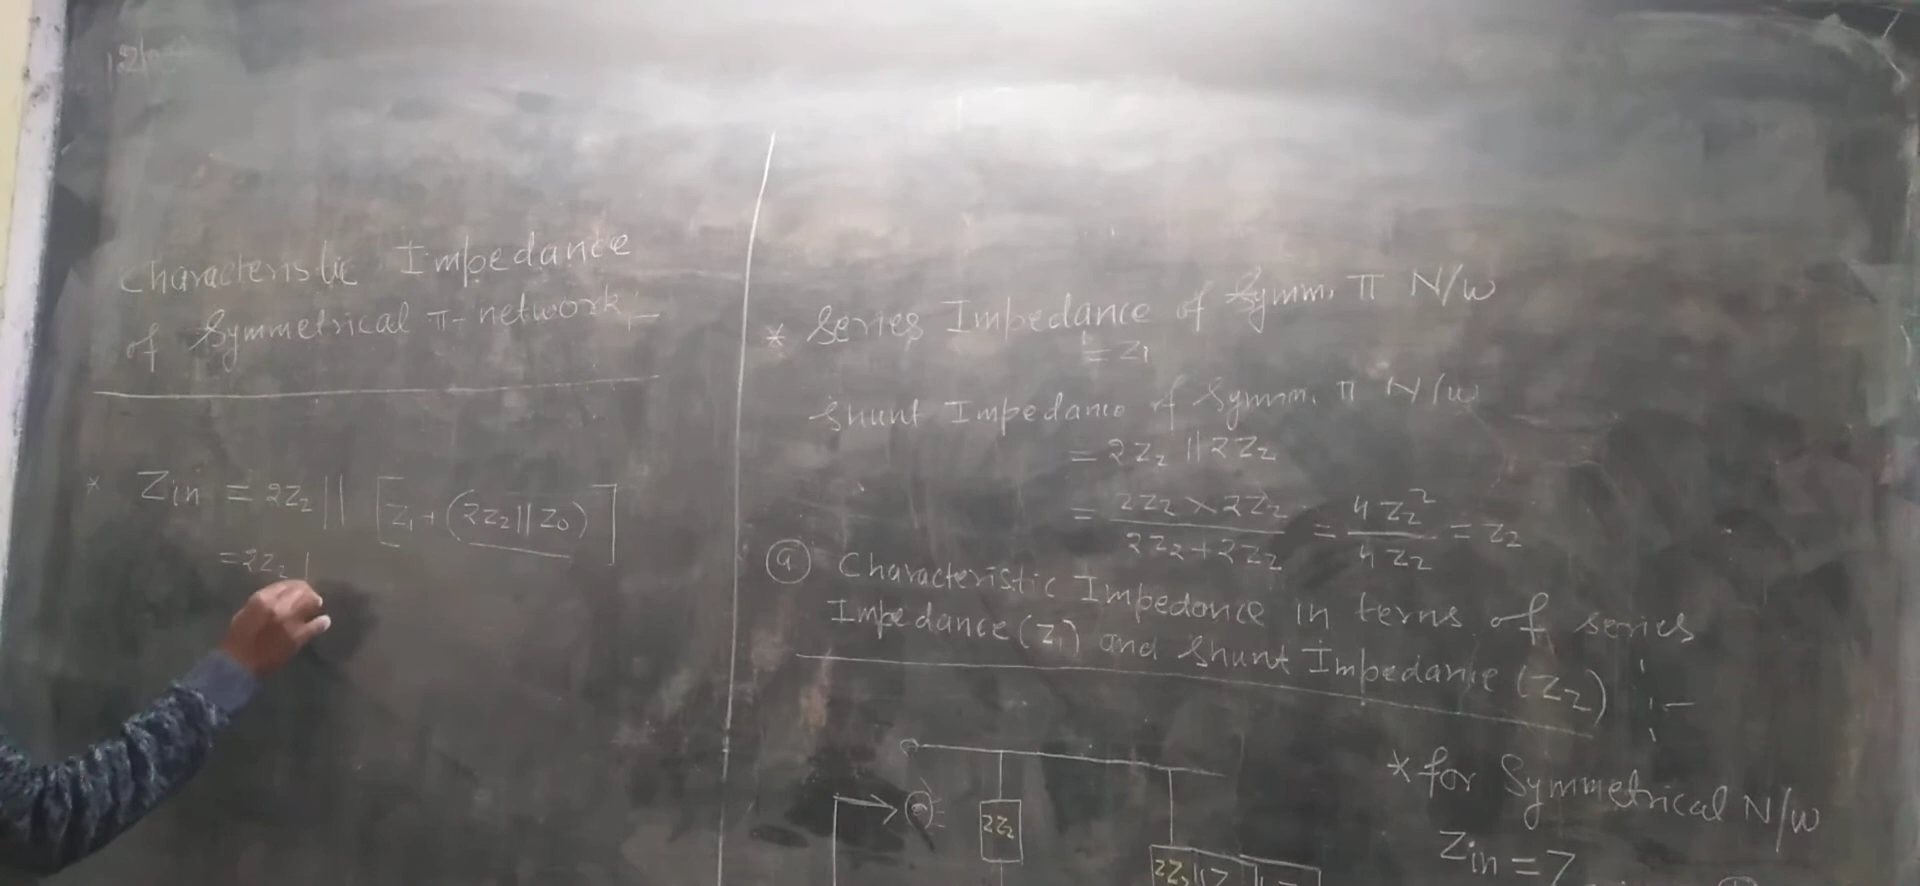 Characteristic Impedance
of Symmetrical π-network :-
* Zin = 2Z₂ || [Z₁ + (2Z₂ || Z₀)]
= 2Z₂ |
* Series Impedance of Symm. π N/w
= Z₁
Shunt Impedance of Symm. π N/w
= 2Z₂ || 2Z₂
= (2Z₂ × 2Z₂)/(2Z₂ + 2Z₂) = 4Z₂²/4Z₂ = Z₂
(a) Characteristic Impedance in terms of series
Impedance (Z₁) and Shunt Impedance (Z₂) :-
2Z₂
* for Symmetrical N/w
Zin =